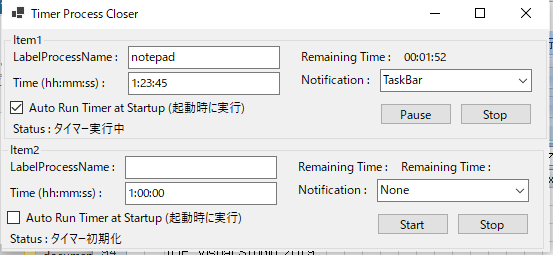 Timer Process Closer
Item1
LabelProcessName : notepad Remaining Time : 00:01:52
Time (hh:mm:ss) : 1:23:45 Notification : TaskBar
Auto Run Timer at Startup (起動時に実行)
Pause Stop
Status : タイマー実行中
Item2
LabelProcessName : Remaining Time : Remaining Time :
Time (hh:mm:ss) : 1:00:00 Notification : None
Auto Run Timer at Startup (起動時に実行)
Start Stop
Status : タイマー初期化